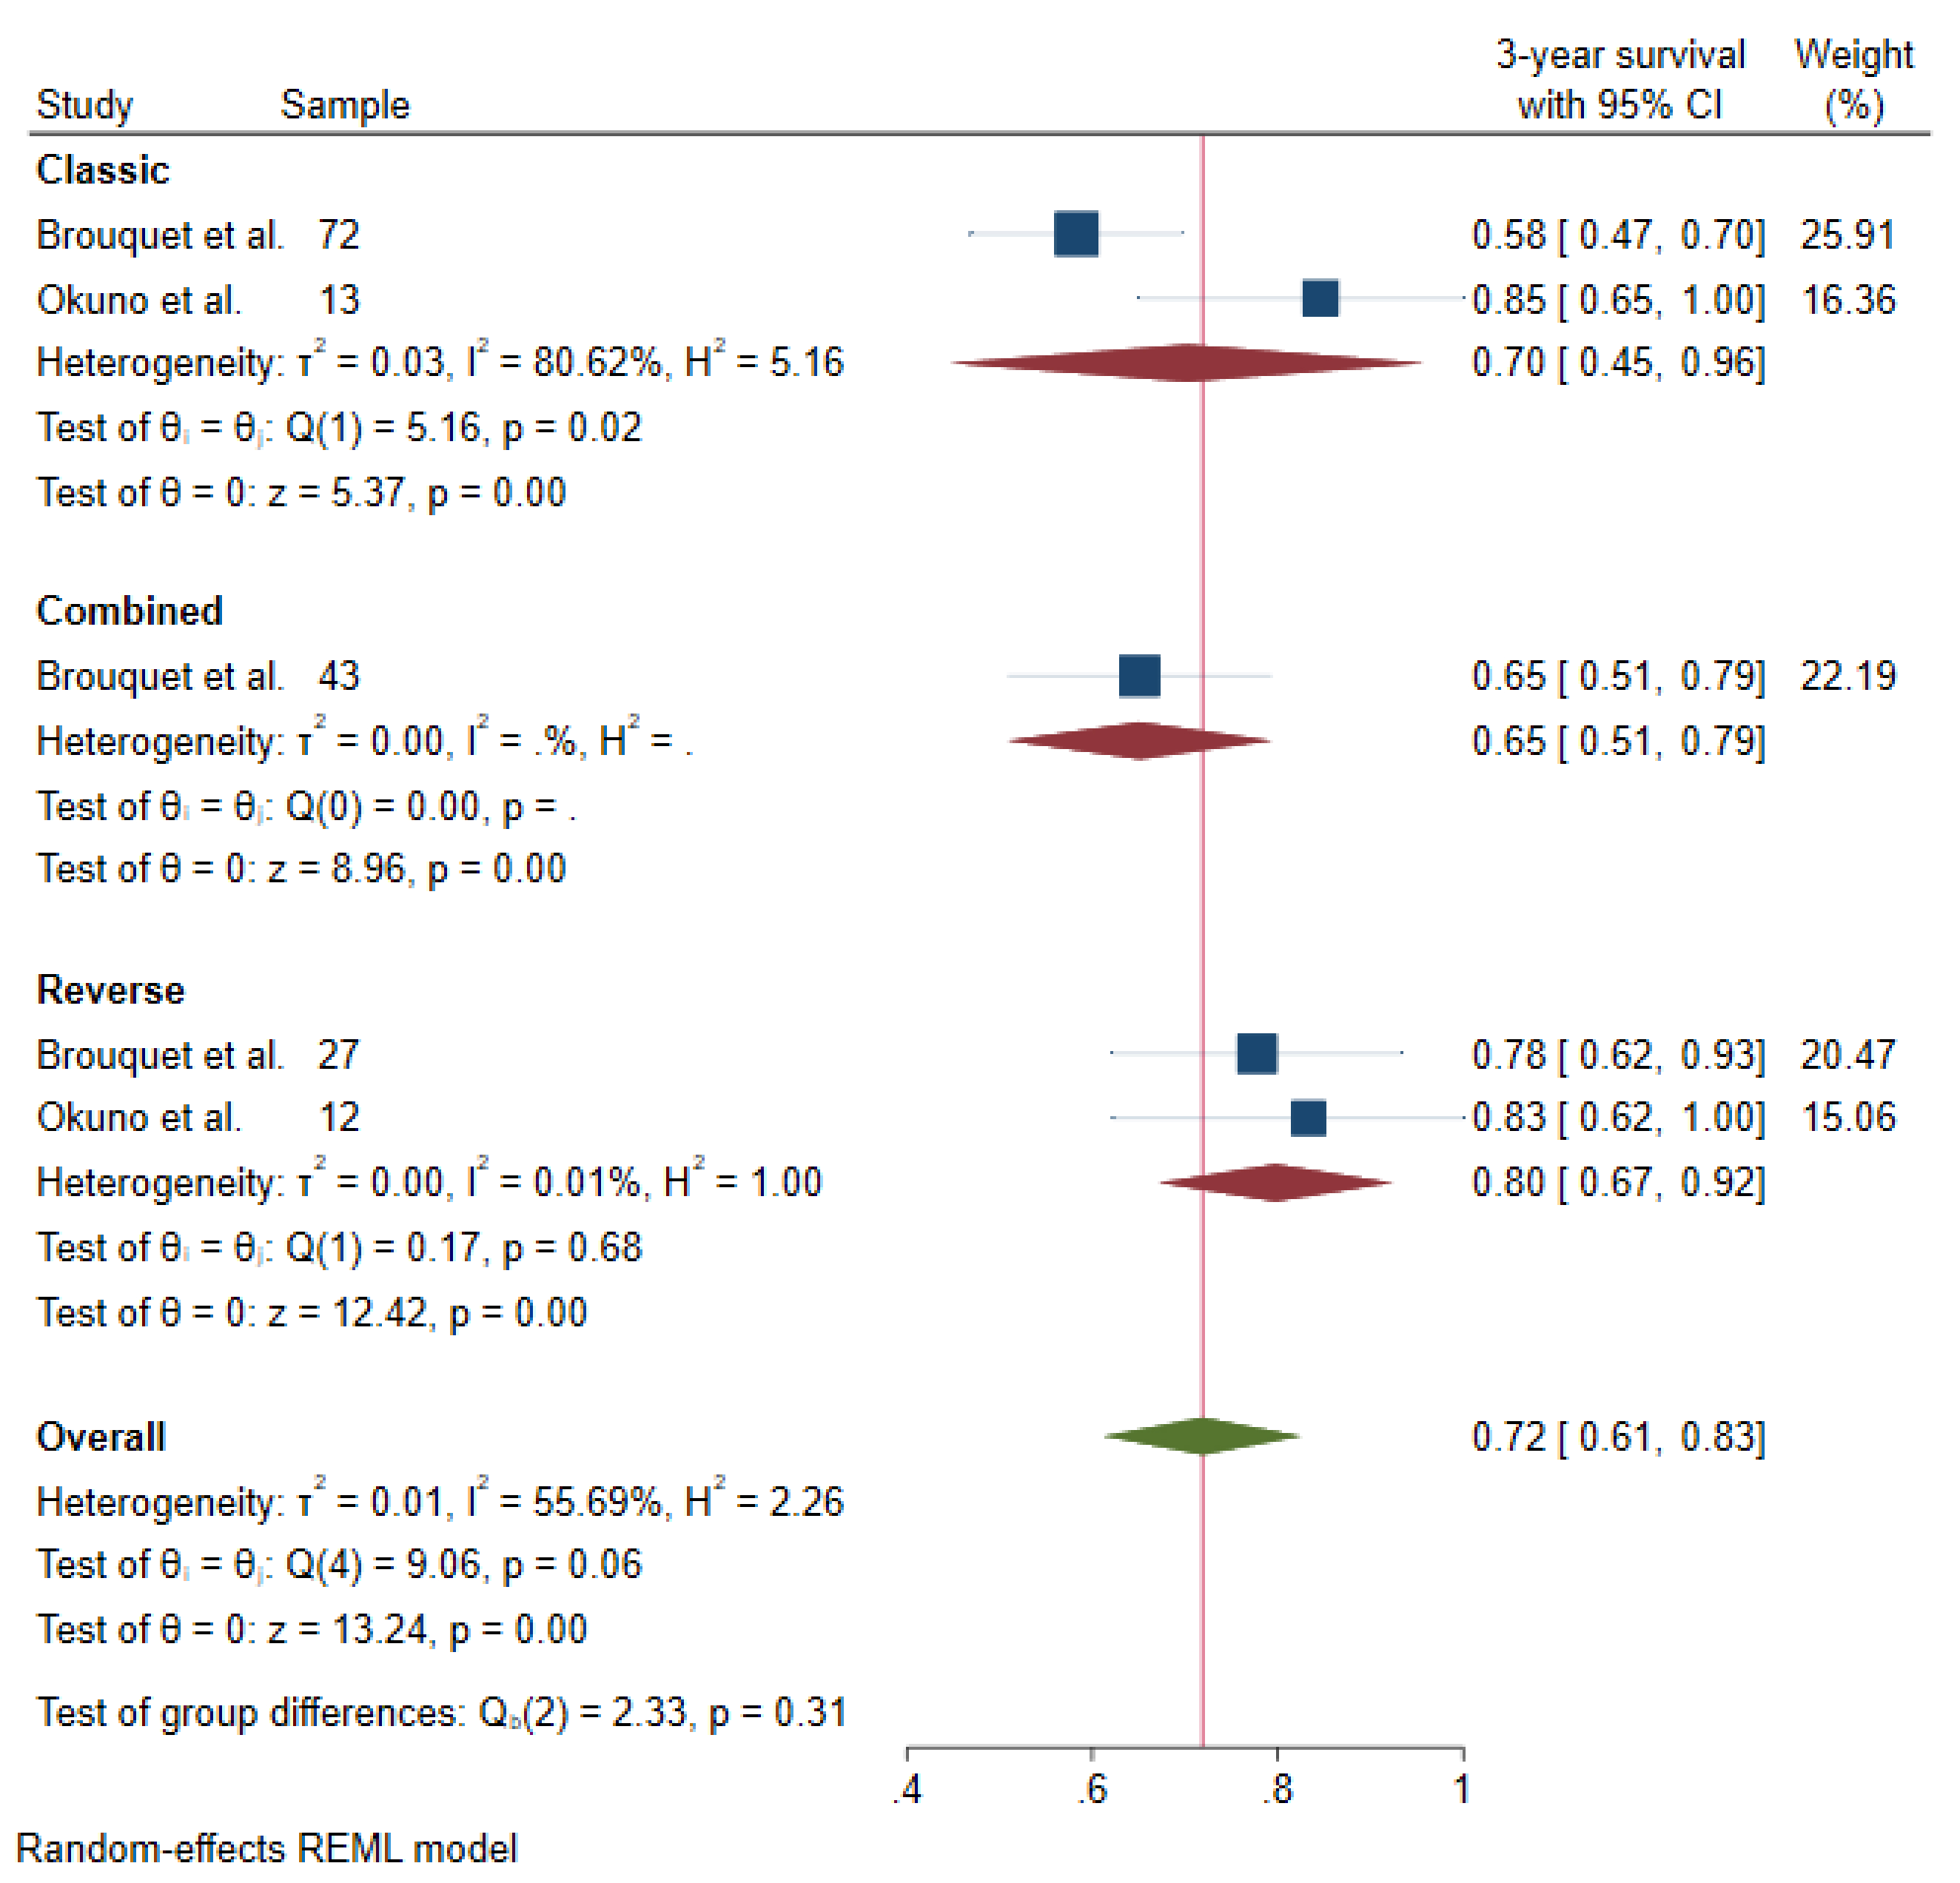 3-year survival Weight
Study Sample with 95% CI (%)
Classic
Brouquet et al. 72 0.58 [ 0.47, 0.70] 25.91
Okuno et al. 13 0.85 [ 0.65, 1.00] 16.36
Heterogeneity: τ² = 0.03, I² = 80.62%, H² = 5.16 0.70 [ 0.45, 0.96]
Test of θᵢ = θⱼ: Q(1) = 5.16, p = 0.02
Test of θ = 0: z = 5.37, p = 0.00
Combined
Brouquet et al. 43 0.65 [ 0.51, 0.79] 22.19
Heterogeneity: τ² = 0.00, I² = .%, H² = . 0.65 [ 0.51, 0.79]
Test of θᵢ = θⱼ: Q(0) = 0.00, p = .
Test of θ = 0: z = 8.96, p = 0.00
Reverse
Brouquet et al. 27 0.78 [ 0.62, 0.93] 20.47
Okuno et al. 12 0.83 [ 0.62, 1.00] 15.06
Heterogeneity: τ² = 0.00, I² = 0.01%, H² = 1.00 0.80 [ 0.67, 0.92]
Test of θᵢ = θⱼ: Q(1) = 0.17, p = 0.68
Test of θ = 0: z = 12.42, p = 0.00
Overall 0.72 [ 0.61, 0.83]
Heterogeneity: τ² = 0.01, I² = 55.69%, H² = 2.26
Test of θᵢ = θⱼ: Q(4) = 9.06, p = 0.06
Test of θ = 0: z = 13.24, p = 0.00
Test of group differences: Q_b(2) = 2.33, p = 0.31
.4 .6 .8 1
Random-effects REML model